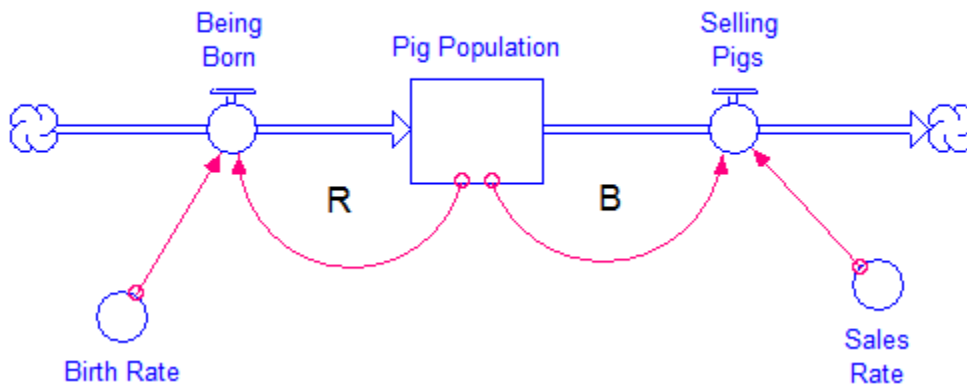 Being
Born
Pig Population
Selling
Pigs
R
B
Birth Rate
Sales
Rate